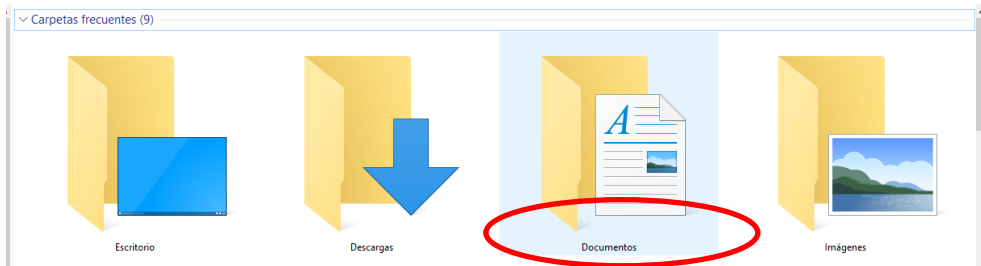 Carpetas frecuentes (9)
A
Escritorio
Descargas
Documentos
Imágenes